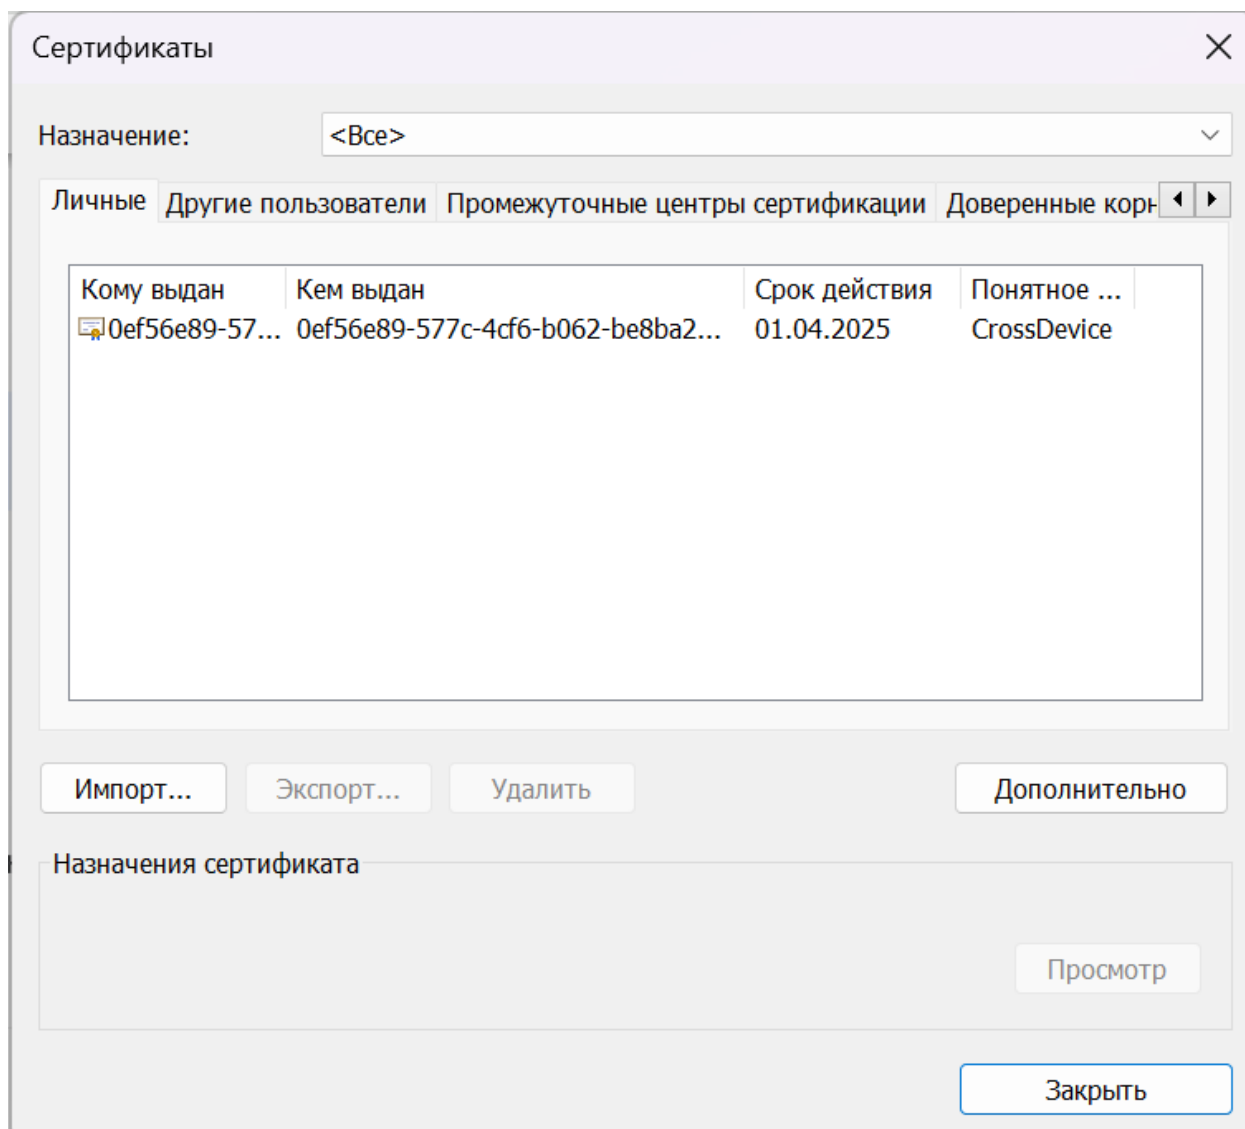 Сертификаты
Назначение: <Все>
Личные Другие пользователи Промежуточные центры сертификации Доверенные корн
Кому выдан Кем выдан Срок действия Понятное ...
0ef56e89-57... 0ef56e89-577c-4cf6-b062-be8ba2... 01.04.2025 CrossDevice
Импорт... Экспорт... Удалить Дополнительно
Назначения сертификата
Просмотр
Закрыть